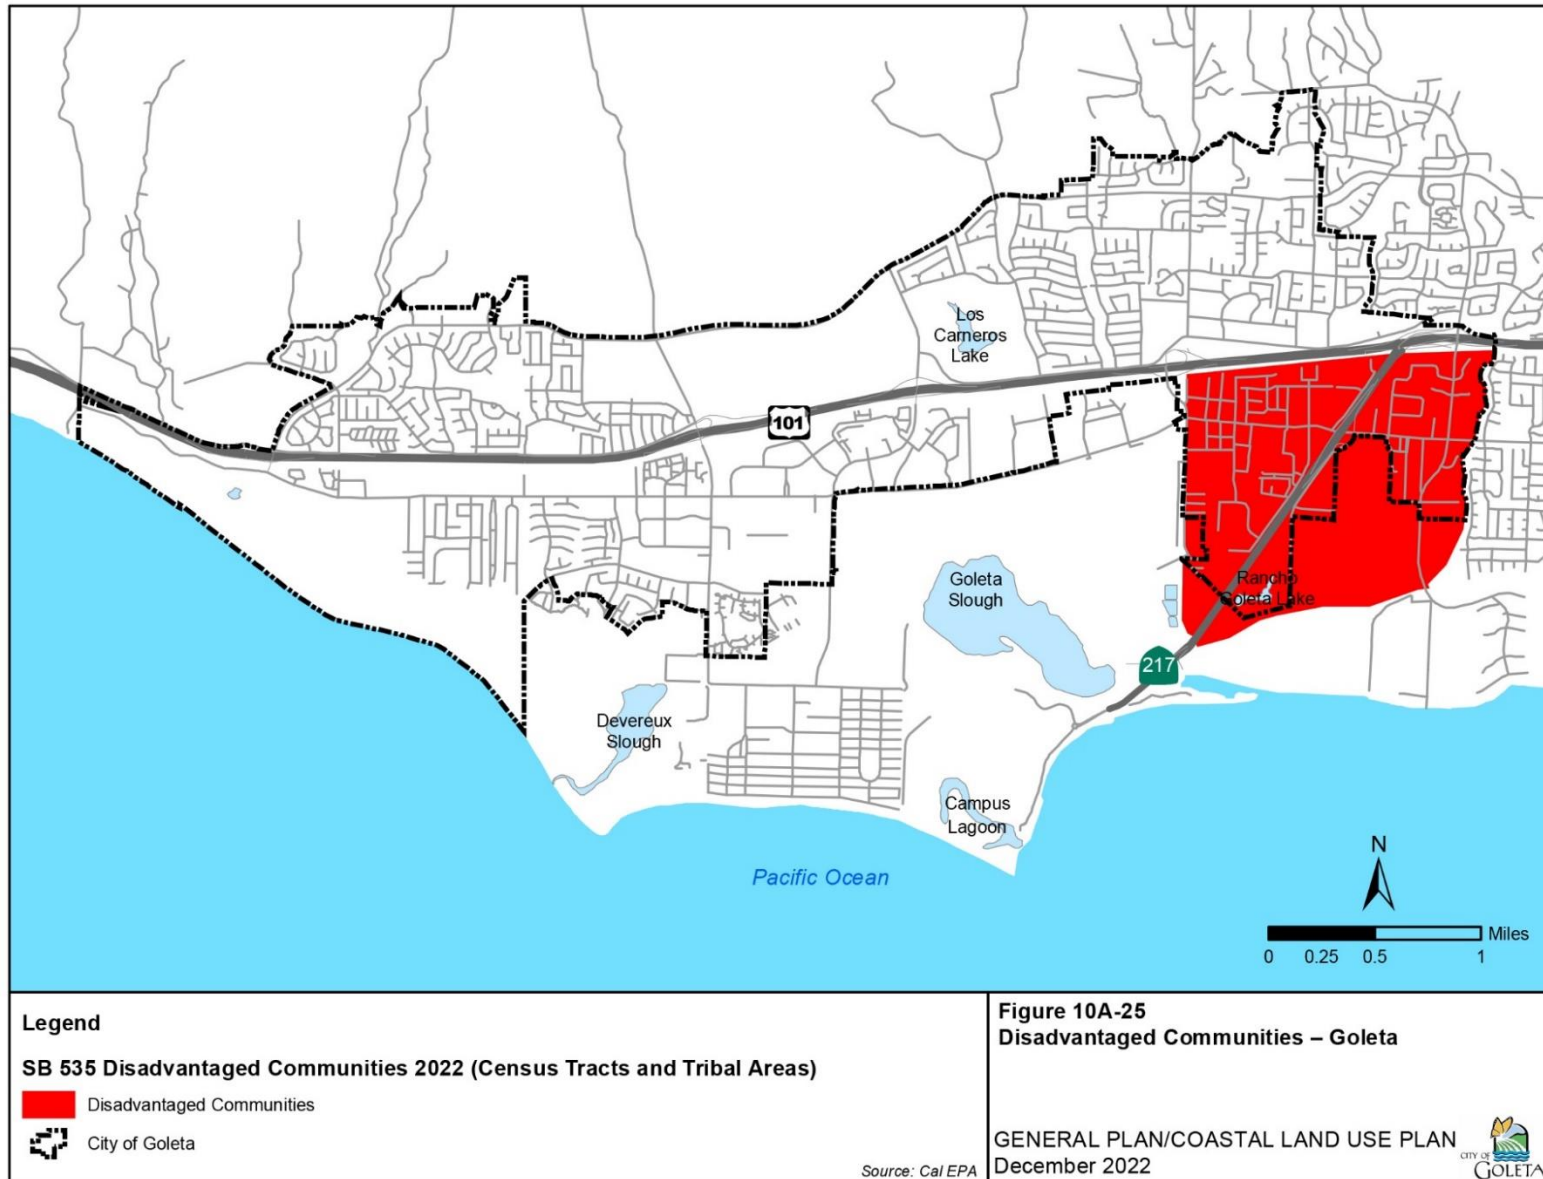 Los
Carneros
Lake
101
Goleta
Slough
Rancho
Goleta Lake
217
Devereux
Slough
Campus
Lagoon
Pacific Ocean
N
Miles
0 0.25 0.5 1
Legend
SB 535 Disadvantaged Communities 2022 (Census Tracts and Tribal Areas)
Disadvantaged Communities
City of Goleta
Source: Cal EPA
Figure 10A-25
Disadvantaged Communities – Goleta
GENERAL PLAN/COASTAL LAND USE PLAN
December 2022
CITY OF
GOLETA